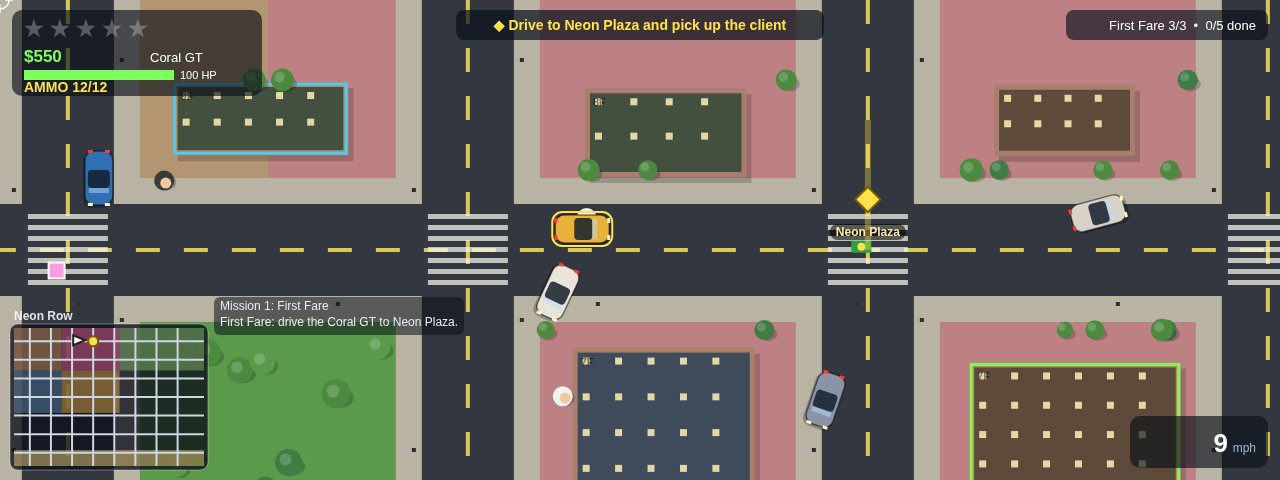 ★★★★★
$550
Coral GT
100 HP
AMMO 12/12
◆ Drive to Neon Plaza and pick up the client
First Fare 3/3 • 0/5 done
Neon Plaza
Mission 1: First Fare
First Fare: drive the Coral GT to Neon Plaza.
Neon Row
9 mph